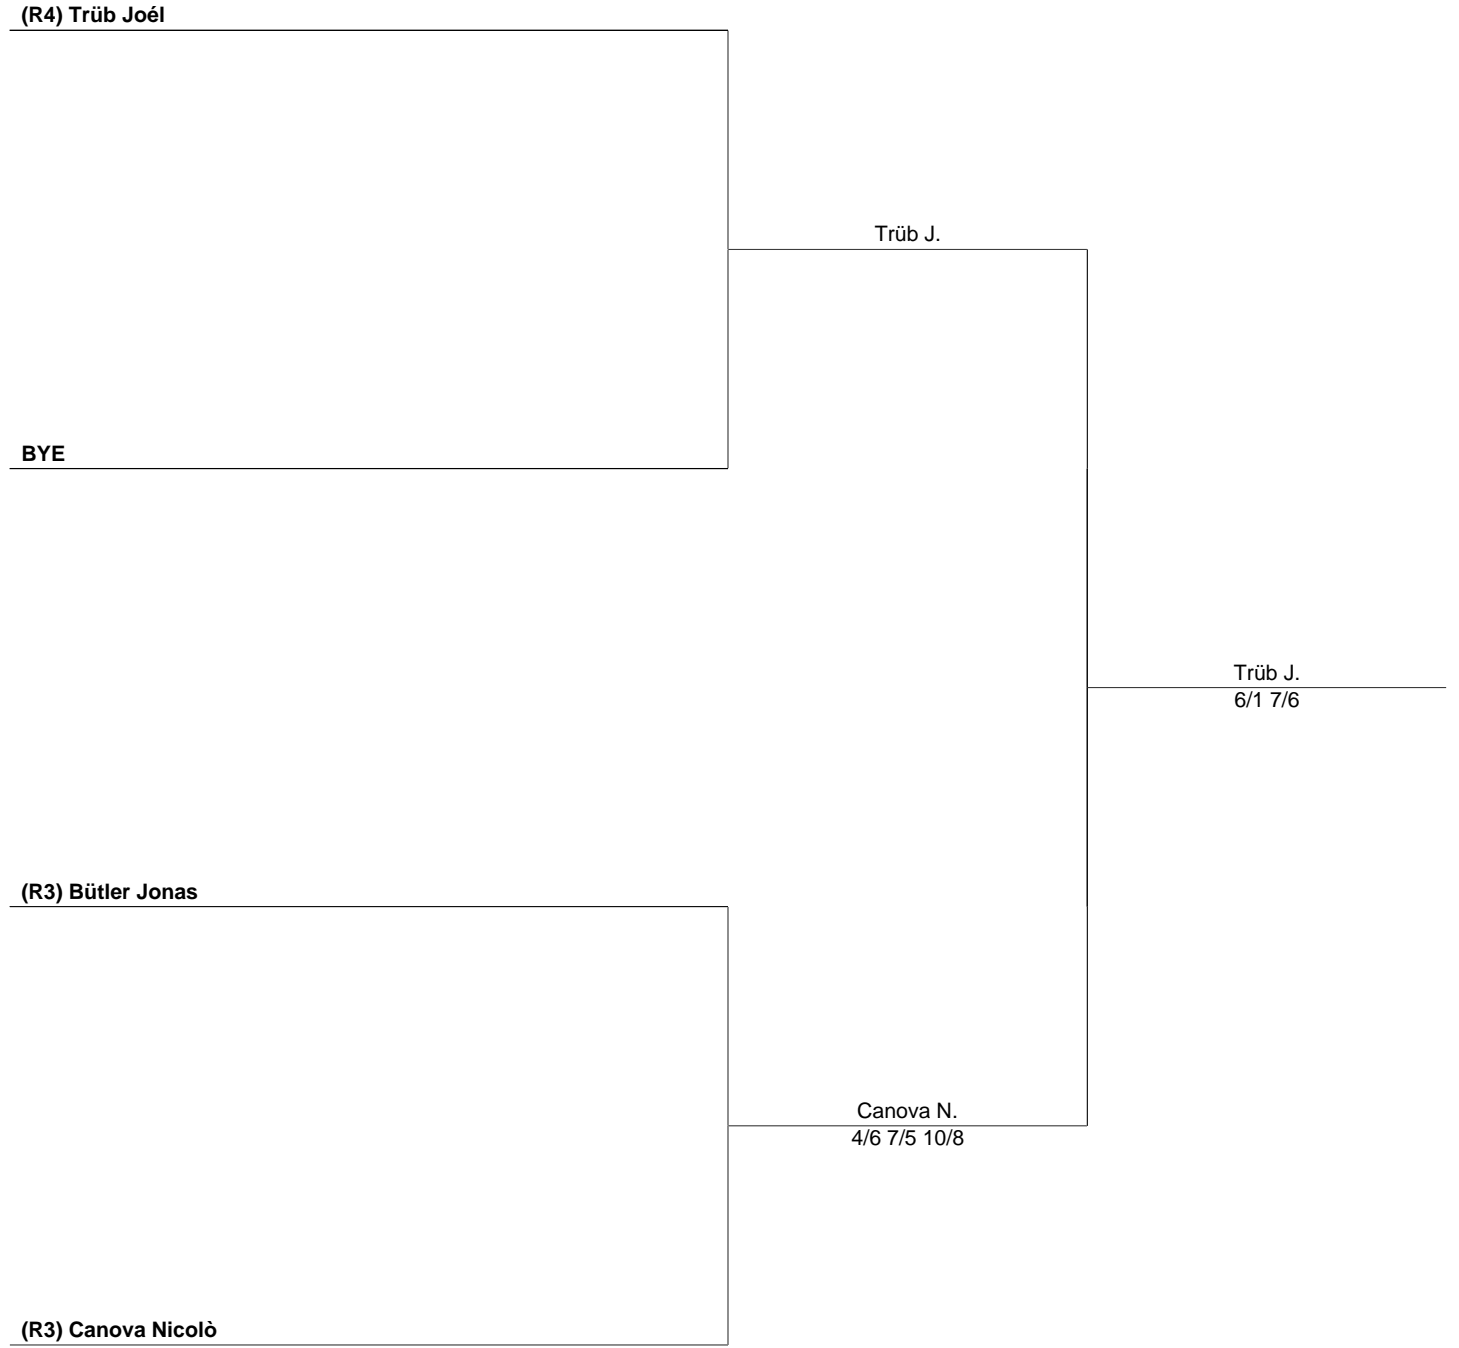 (R4) Trüb Joél
Trüb J.
BYE
Trüb J.
6/1 7/6
(R3) Bütler Jonas
Canova N.
4/6 7/5 10/8
(R3) Canova Nicolò